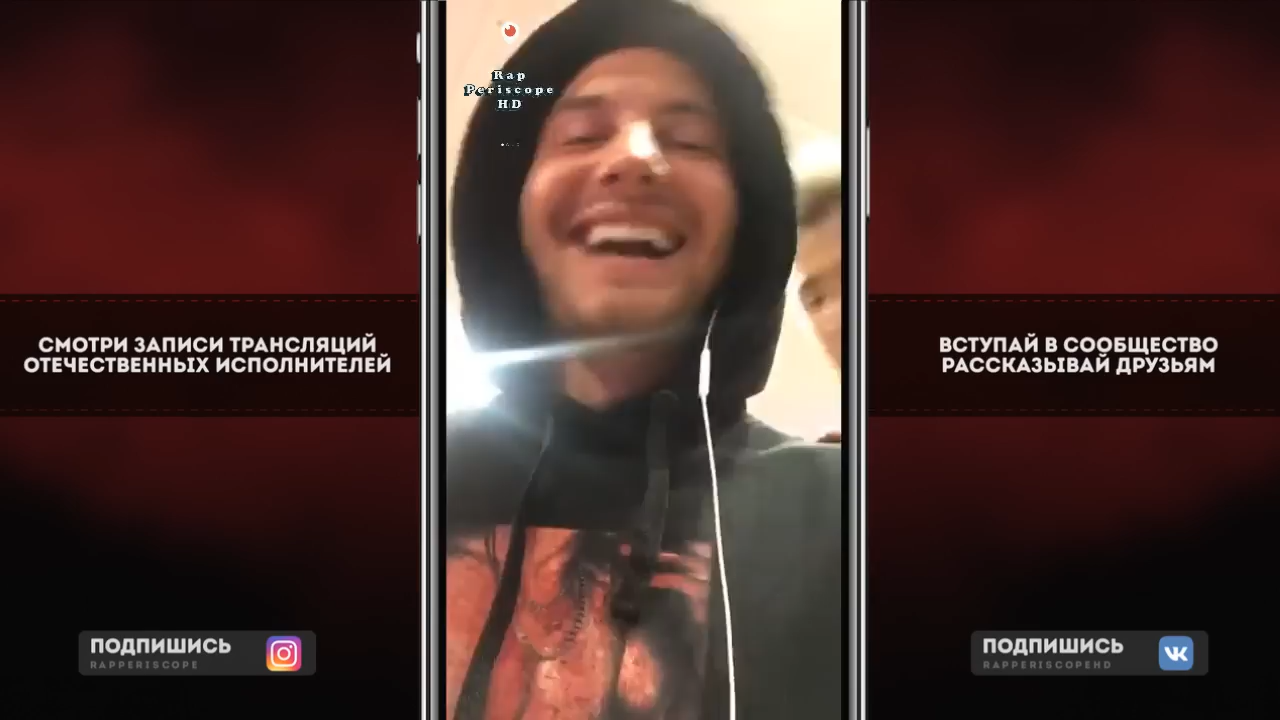 Rap
Periscope
HD
СМОТРИ ЗАПИСИ ТРАНСЛЯЦИЙ
ОТЕЧЕСТВЕННЫХ ИСПОЛНИТЕЛЕЙ
ВСТУПАЙ В СООБЩЕСТВО
РАССКАЗЫВАЙ ДРУЗЬЯМ
ПОДПИШИСЬ
RAPPERISCOPE
ПОДПИШИСЬ
RAPPERISCOPEHD